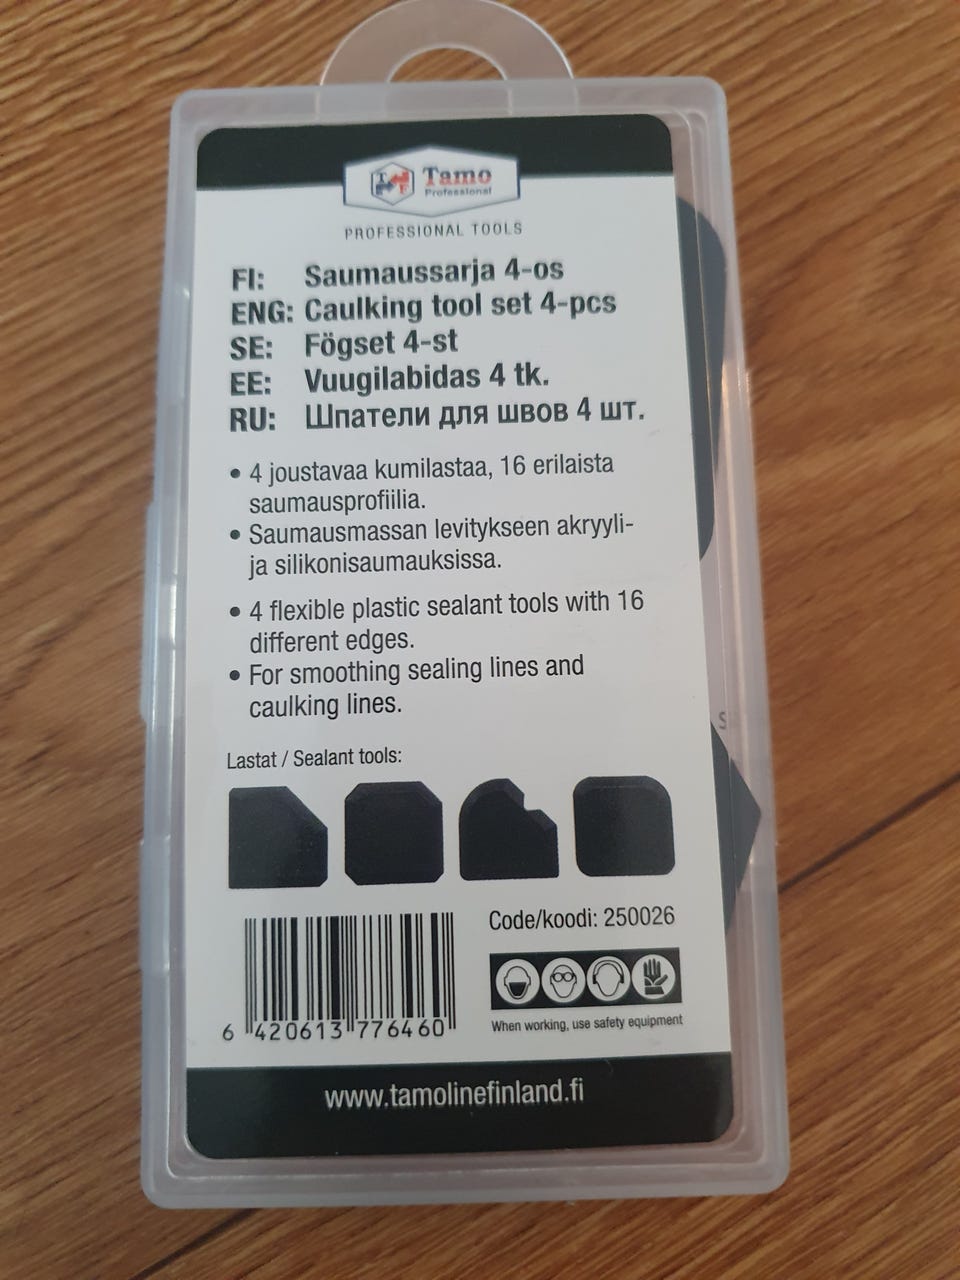 Tamo
Professional
PROFESSIONAL TOOLS
FI: Saumaussarja 4-os
ENG: Caulking tool set 4-pcs
SE: Fögset 4-st
EE: Vuugilabidas 4 tk.
RU: Шпатели для швов 4 шт.
• 4 joustavaa kumilastaa, 16 erilaista
saumausprofiilia.
• Saumausmassan levitykseen akryyli-
ja silikonisaumauksissa.
• 4 flexible plastic sealant tools with 16
different edges.
• For smoothing sealing lines and
caulking lines.
Lastat / Sealant tools:
Code/koodi: 250026
When working, use safety equipment
6 420613 776460
www.tamolinefinland.fi